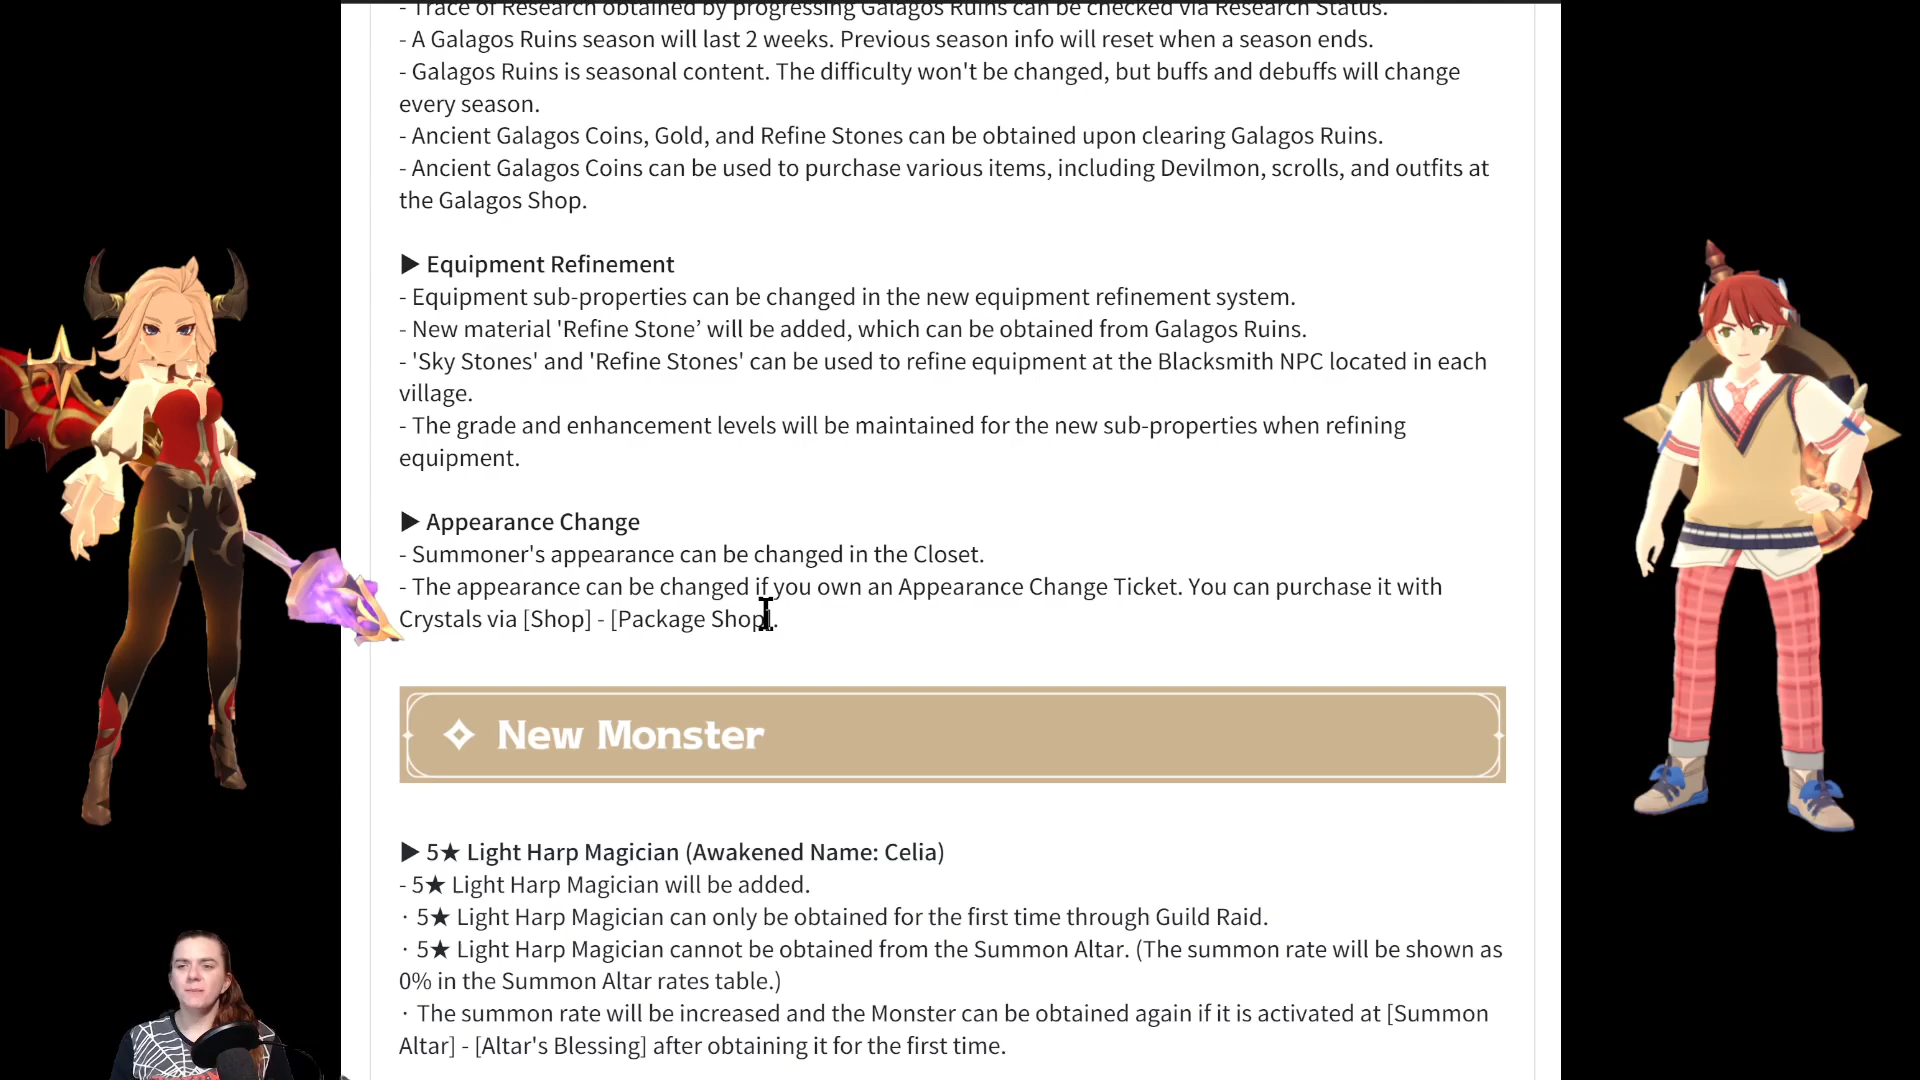 - Trace of Research obtained by progressing Galagos Ruins can be checked via Research Status.
- A Galagos Ruins season will last 2 weeks. Previous season info will reset when a season ends.
- Galagos Ruins is seasonal content. The difficulty won't be changed, but buffs and debuffs will change
every season.
- Ancient Galagos Coins, Gold, and Refine Stones can be obtained upon clearing Galagos Ruins.
- Ancient Galagos Coins can be used to purchase various items, including Devilmon, scrolls, and outfits at
the Galagos Shop.
▶ Equipment Refinement
- Equipment sub-properties can be changed in the new equipment refinement system.
- New material 'Refine Stone’ will be added, which can be obtained from Galagos Ruins.
- 'Sky Stones' and 'Refine Stones' can be used to refine equipment at the Blacksmith NPC located in each
village.
- The grade and enhancement levels will be maintained for the new sub-properties when refining
equipment.
▶ Appearance Change
- Summoner's appearance can be changed in the Closet.
- The appearance can be changed if you own an Appearance Change Ticket. You can purchase it with
Crystals via [Shop] - [Package Shop].
New Monster
▶ 5★ Light Harp Magician (Awakened Name: Celia)
- 5★ Light Harp Magician will be added.
· 5★ Light Harp Magician can only be obtained for the first time through Guild Raid.
· 5★ Light Harp Magician cannot be obtained from the Summon Altar. (The summon rate will be shown as
0% in the Summon Altar rates table.)
· The summon rate will be increased and the Monster can be obtained again if it is activated at [Summon
Altar] - [Altar's Blessing] after obtaining it for the first time.